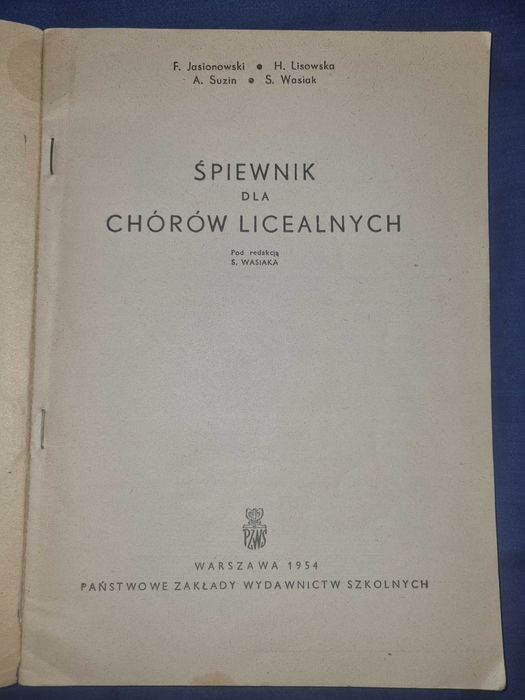 F. Jasionowski • H. Lisowska
A. Suzin • S. Wasiak
ŚPIEWNIK
DLA
CHÓRÓW LICEALNYCH
Pod redakcją
S. WASIAKA
PZWS
WARSZAWA 1954
PAŃSTWOWE ZAKŁADY WYDAWNICTW SZKOLNYCH